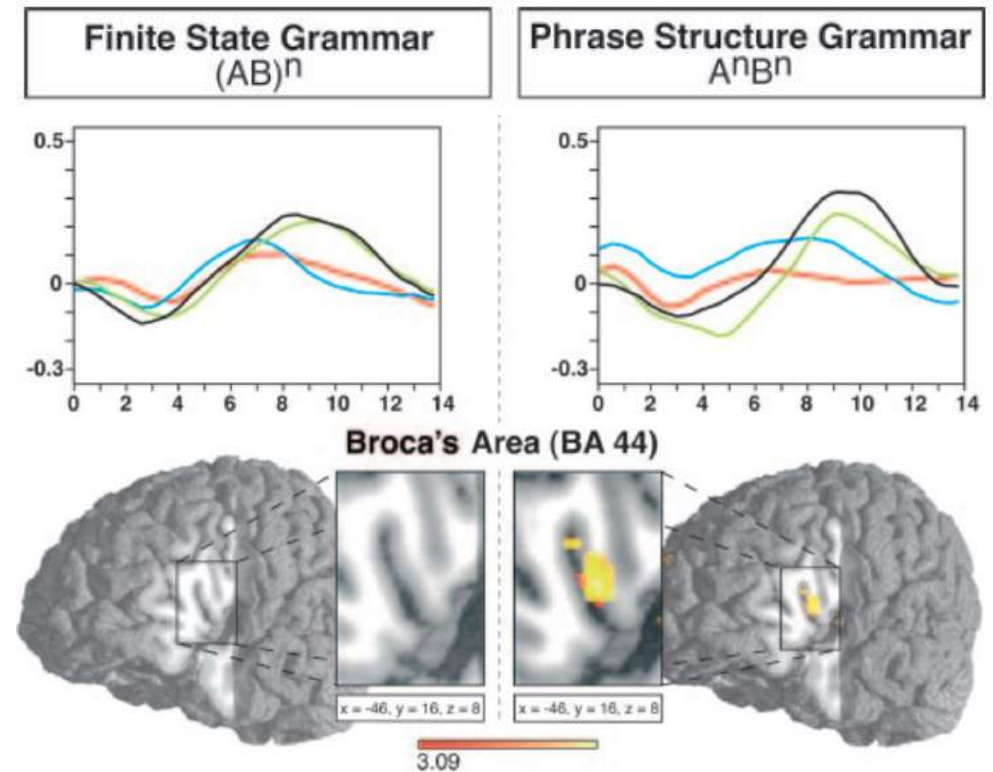 Finite State Grammar
(AB)ⁿ
Phrase Structure Grammar
AⁿBⁿ
0.5
0
-0.3
0 2 4 6 8 10 12 14
0.5
0
-0.3
0 2 4 6 8 10 12 14
Broca's Area (BA 44)
x = -46, y = 16, z = 8
x = -46, y = 16, z = 8
3.09